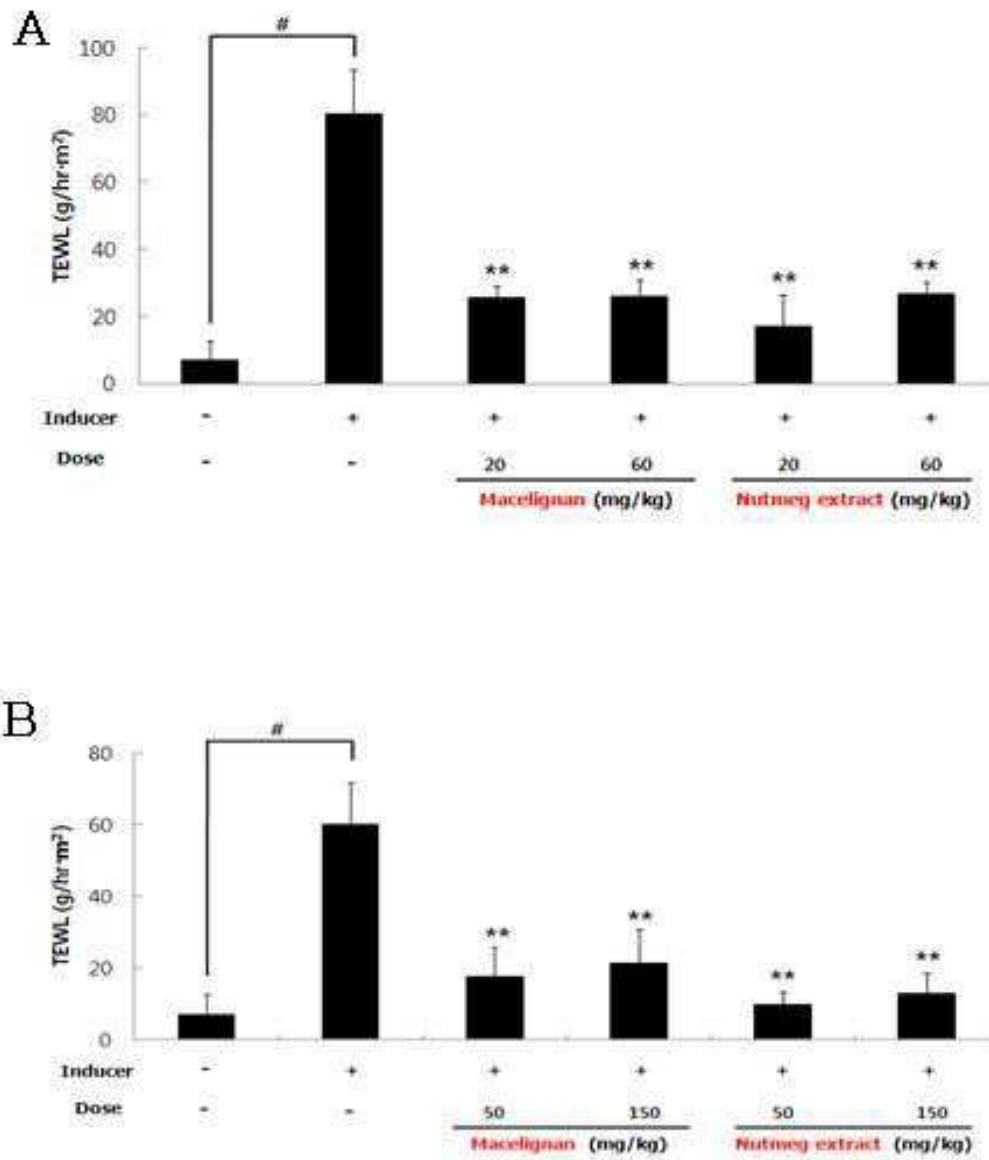 A
#
100
80
60
40
20
0
TEWL (g/hr·m²)
** ** ** **
Inducer - + + + + +
Dose - - 20 60 20 60
Macelignan (mg/kg) Nutmeg extract (mg/kg)
B
#
80
60
40
20
0
TEWL (g/hr·m²)
** ** ** **
Inducer - + + + + +
Dose - - 50 150 50 150
Macelignan (mg/kg) Nutmeg extract (mg/kg)